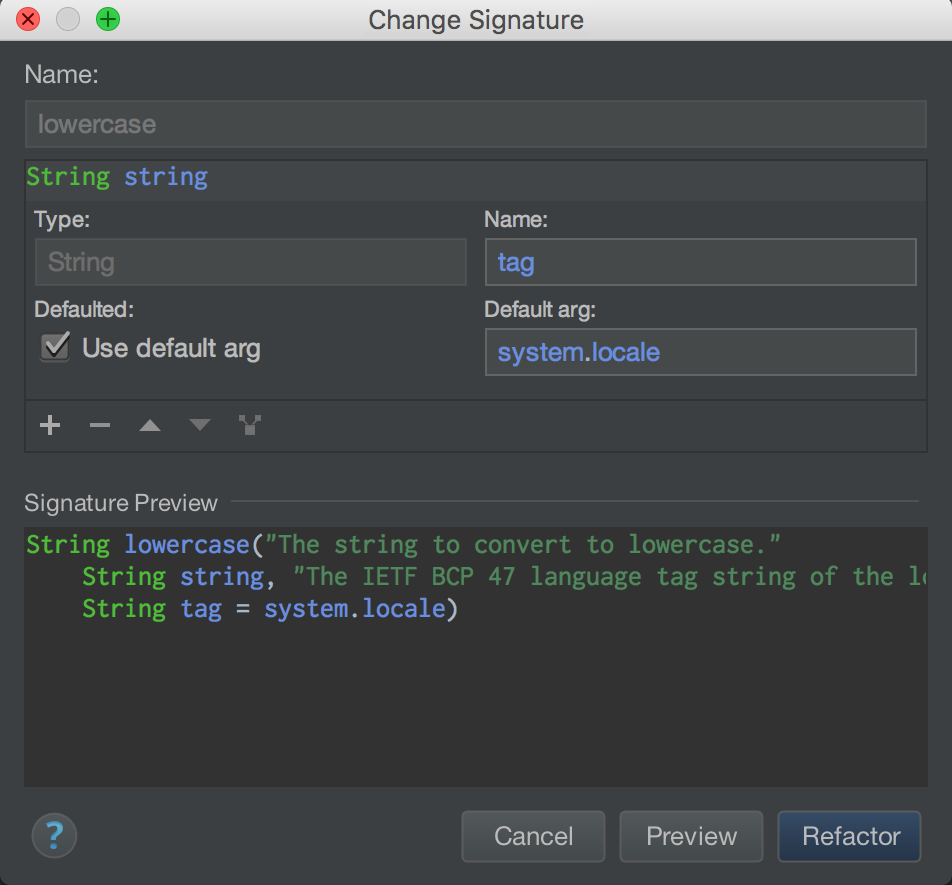 Change Signature
Name:
lowercase
String string
Type: Name:
String tag
Defaulted: Default arg:
Use default arg system.locale
Signature Preview
String lowercase("The string to convert to lowercase."
String string, "The IETF BCP 47 language tag string of the
String tag = system.locale)
? Cancel Preview Refactor